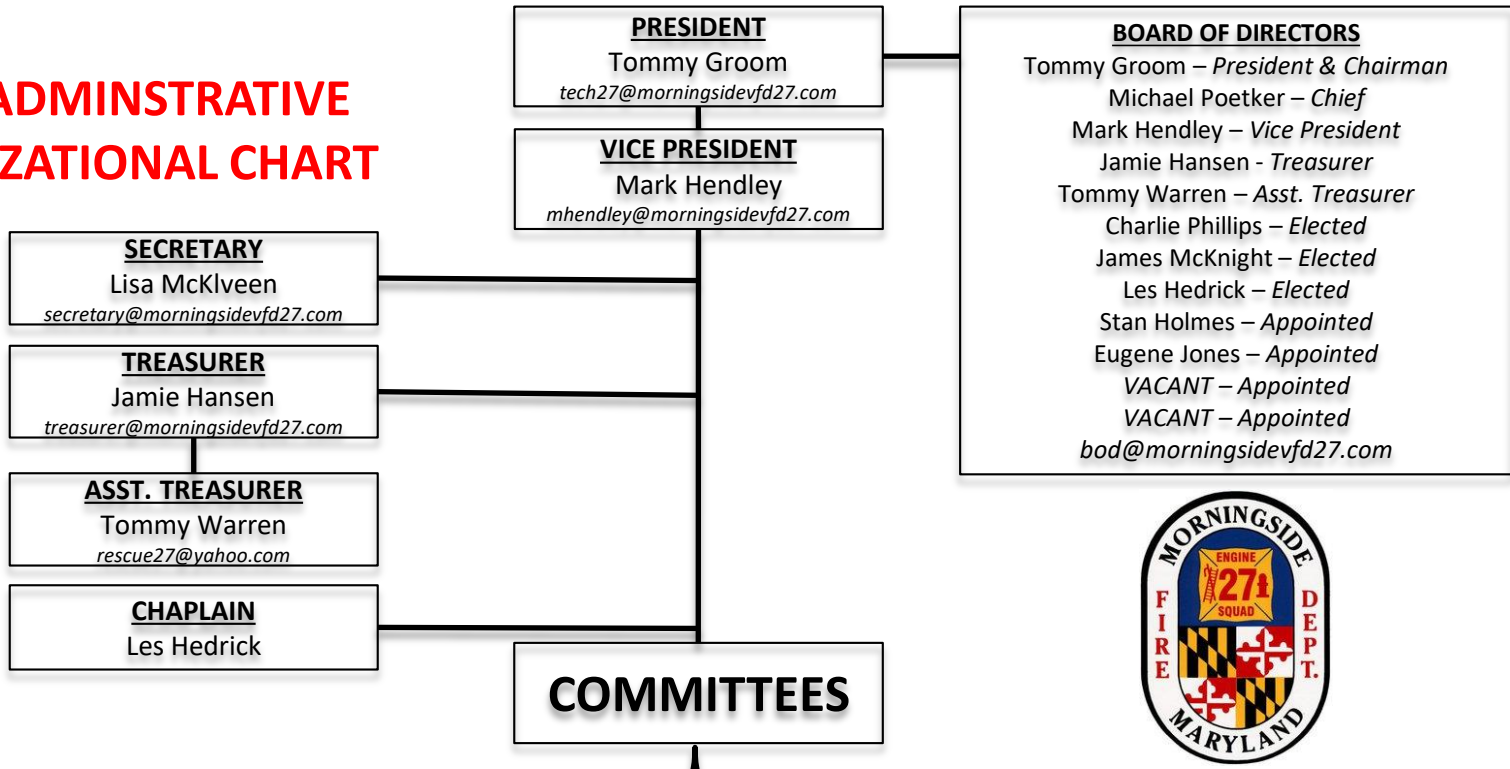 ADMINSTRATIVE
ZATIONAL CHART
PRESIDENT
Tommy Groom
tech27@morningsidevfd27.com
VICE PRESIDENT
Mark Hendley
mhendley@morningsidevfd27.com
BOARD OF DIRECTORS
Tommy Groom – President & Chairman
Michael Poetker – Chief
Mark Hendley – Vice President
Jamie Hansen - Treasurer
Tommy Warren – Asst. Treasurer
Charlie Phillips – Elected
James McKnight – Elected
Les Hedrick – Elected
Stan Holmes – Appointed
Eugene Jones – Appointed
VACANT – Appointed
VACANT – Appointed
bod@morningsidevfd27.com
SECRETARY
Lisa McKlveen
secretary@morningsidevfd27.com
TREASURER
Jamie Hansen
treasurer@morningsidevfd27.com
ASST. TREASURER
Tommy Warren
rescue27@yahoo.com
CHAPLAIN
Les Hedrick
COMMITTEES
MORNINGSIDE
ENGINE
27
SQUAD
FIRE
DEPT.
MARYLAND